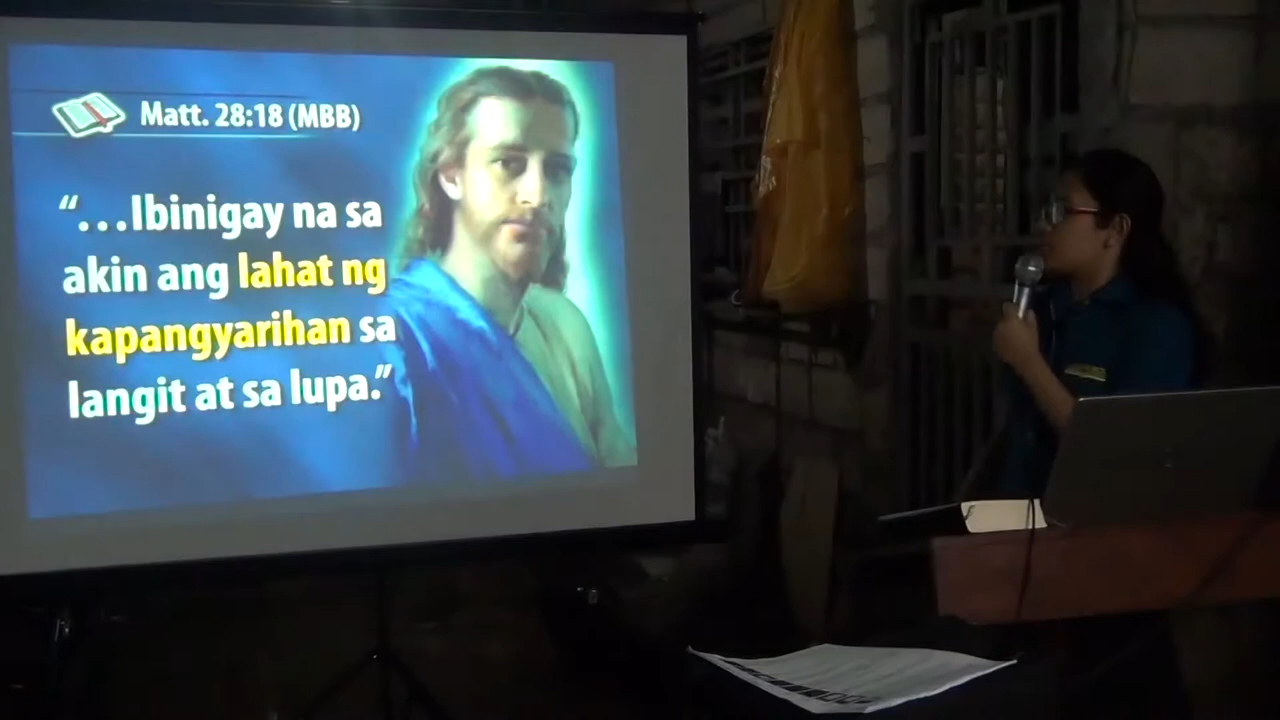 Matt. 28:18 (MBB)
“...Ibinigay na sa
akin ang lahat ng
kapangyarihan sa
langit at sa lupa.”